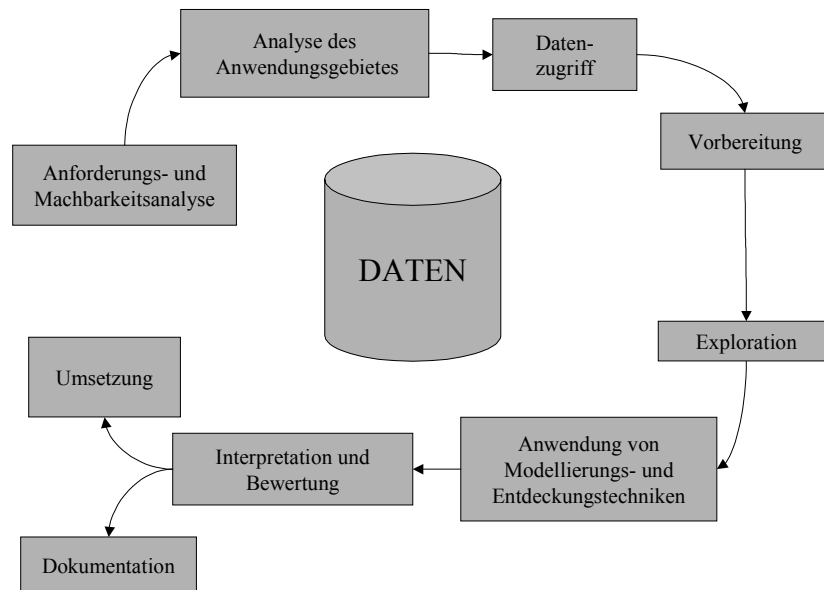 Analyse des
Anwendungsgebietes
Daten-
zugriff
Vorbereitung
Anforderungs- und
Machbarkeitsanalyse
DATEN
Exploration
Umsetzung
Anwendung von
Modellierungs- und
Entdeckungstechniken
Interpretation und
Bewertung
Dokumentation